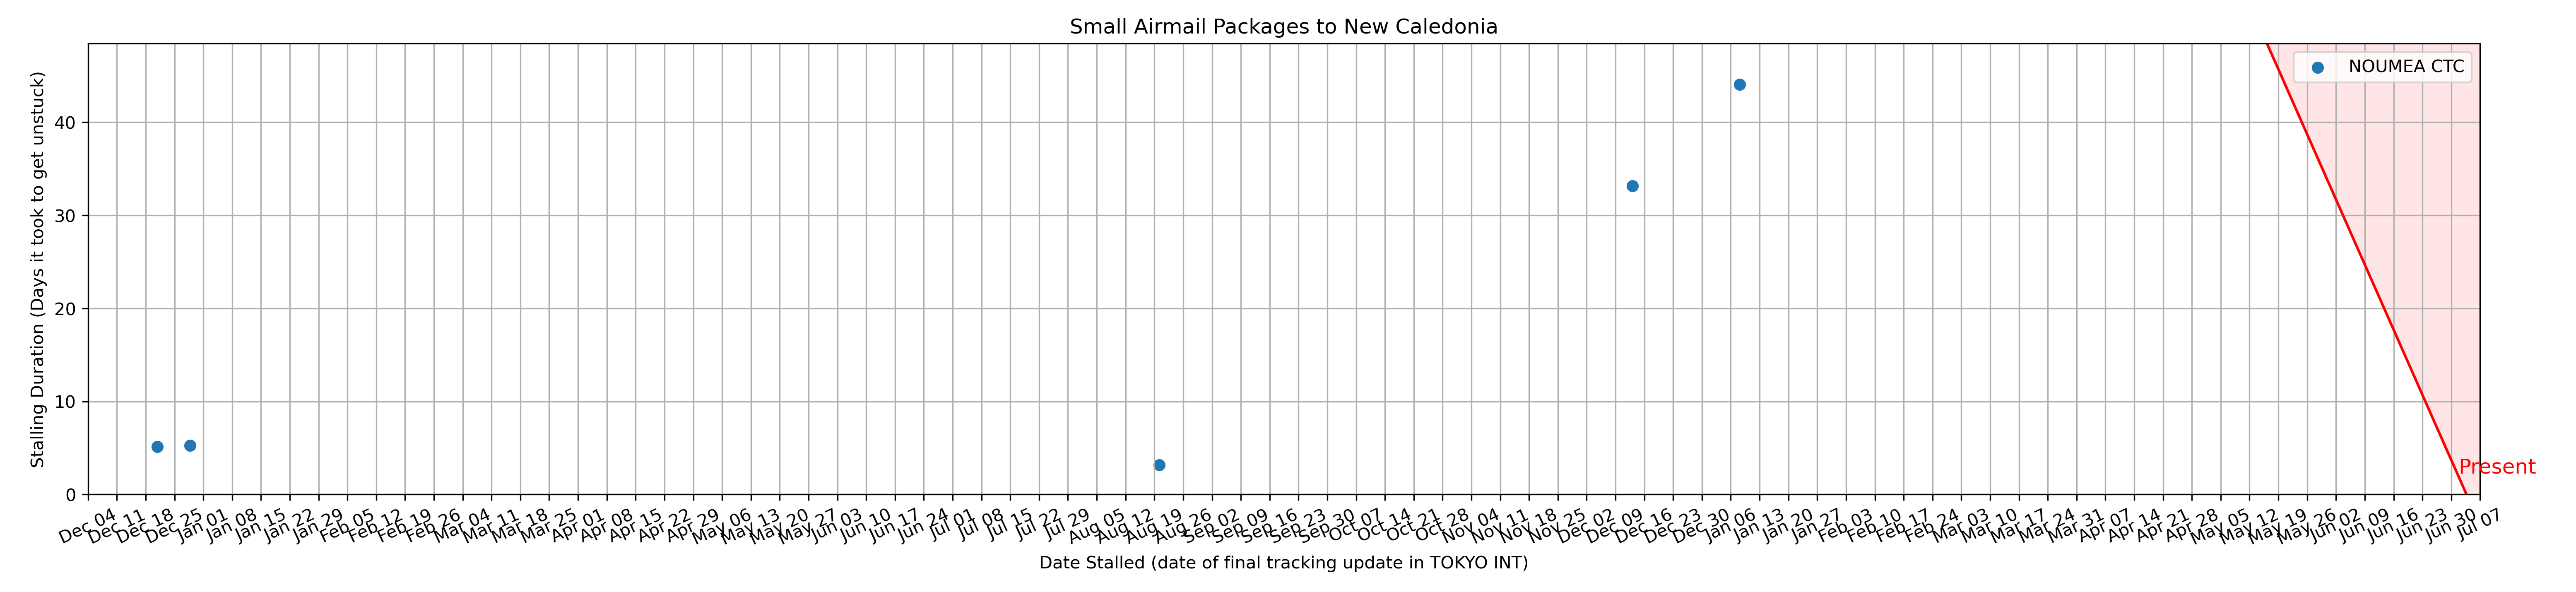 Small Airmail Packages to New Caledonia
NOUMEA CTC
Stalling Duration (Days it took to get unstuck)
40
30
20
10
0
Present
Dec 04 Dec 11 Dec 18 Dec 25 Jan 01 Jan 08 Jan 15 Jan 22 Jan 29 Feb 05 Feb 12 Feb 19 Feb 26 Mar 04 Mar 11 Mar 18 Mar 25 Apr 01 Apr 08 Apr 15 Apr 22 Apr 29 May 06 May 13 May 20 May 27 Jun 03 Jun 10 Jun 17 Jun 24 Jul 01 Jul 08 Jul 15 Jul 22 Jul 29 Aug 05 Aug 12 Aug 19 Aug 26 Sep 02 Sep 09 Sep 16 Sep 23 Sep 30 Oct 07 Oct 14 Oct 21 Oct 28 Nov 04 Nov 11 Nov 18 Nov 25 Dec 02 Dec 09 Dec 16 Dec 23 Dec 30 Jan 06 Jan 13 Jan 20 Jan 27 Feb 03 Feb 10 Feb 17 Feb 24 Mar 03 Mar 10 Mar 17 Mar 24 Mar 31 Apr 07 Apr 14 Apr 21 Apr 28 May 05 May 12 May 19 May 26 Jun 02 Jun 09 Jun 16 Jun 23 Jun 30 Jul 07
Date Stalled (date of final tracking update in TOKYO INT)